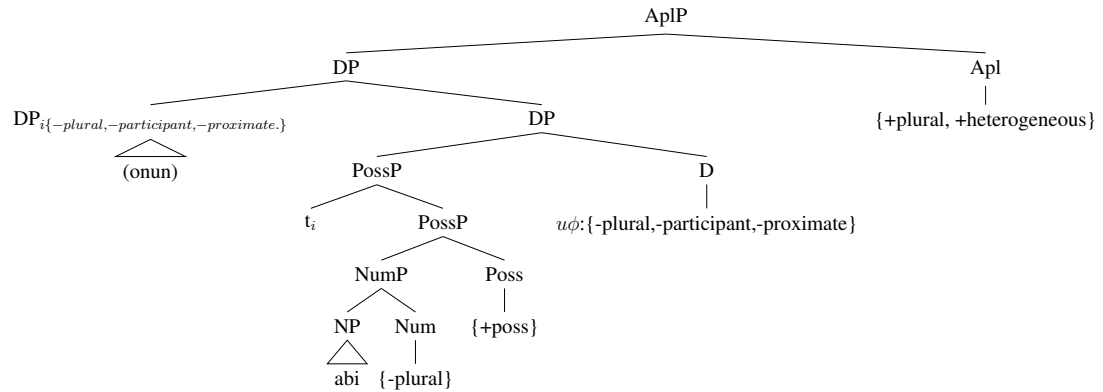 AplP
DP Apl
DP_i{−plural,−participant,−proximate.} DP {+plural, +heterogeneous}
(onun) PossP D
t_i PossP uϕ:{-plural,-participant,-proximate}
NumP Poss
NP Num {+poss}
abi {-plural}